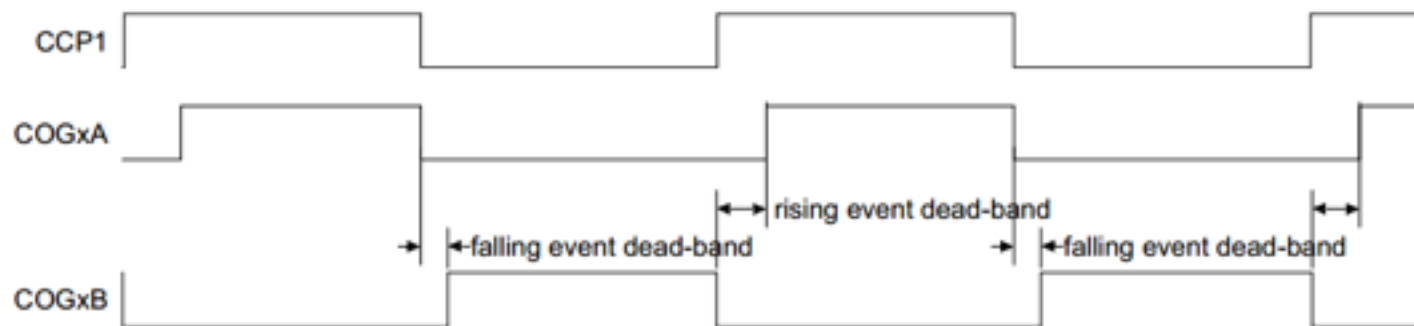 CCP1
COGxA
rising event dead-band
falling event dead-band falling event dead-band
COGxB